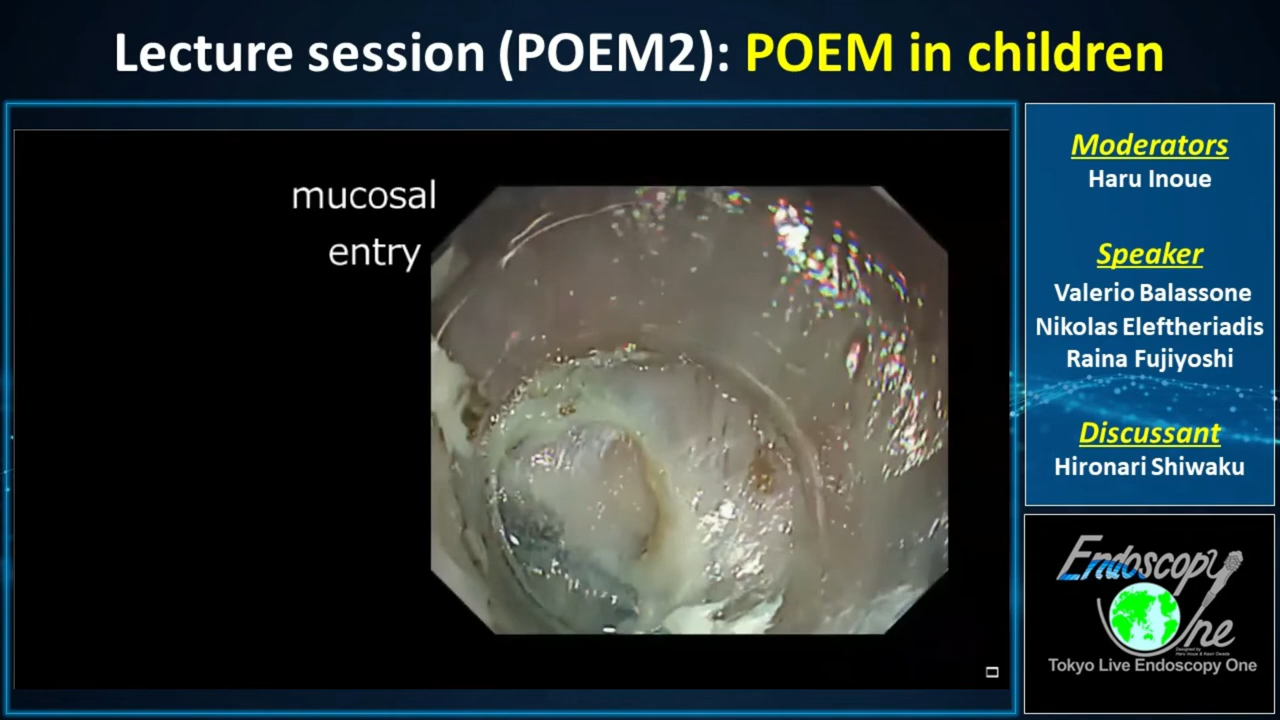 Lecture session (POEM2): POEM in children
mucosal
entry
Moderators
Haru Inoue
Speaker
Valerio Balassone
Nikolas Eleftheriadis
Raina Fujiyoshi
Discussant
Hironari Shiwaku
Endoscopy
One
Tokyo Live Endoscopy One